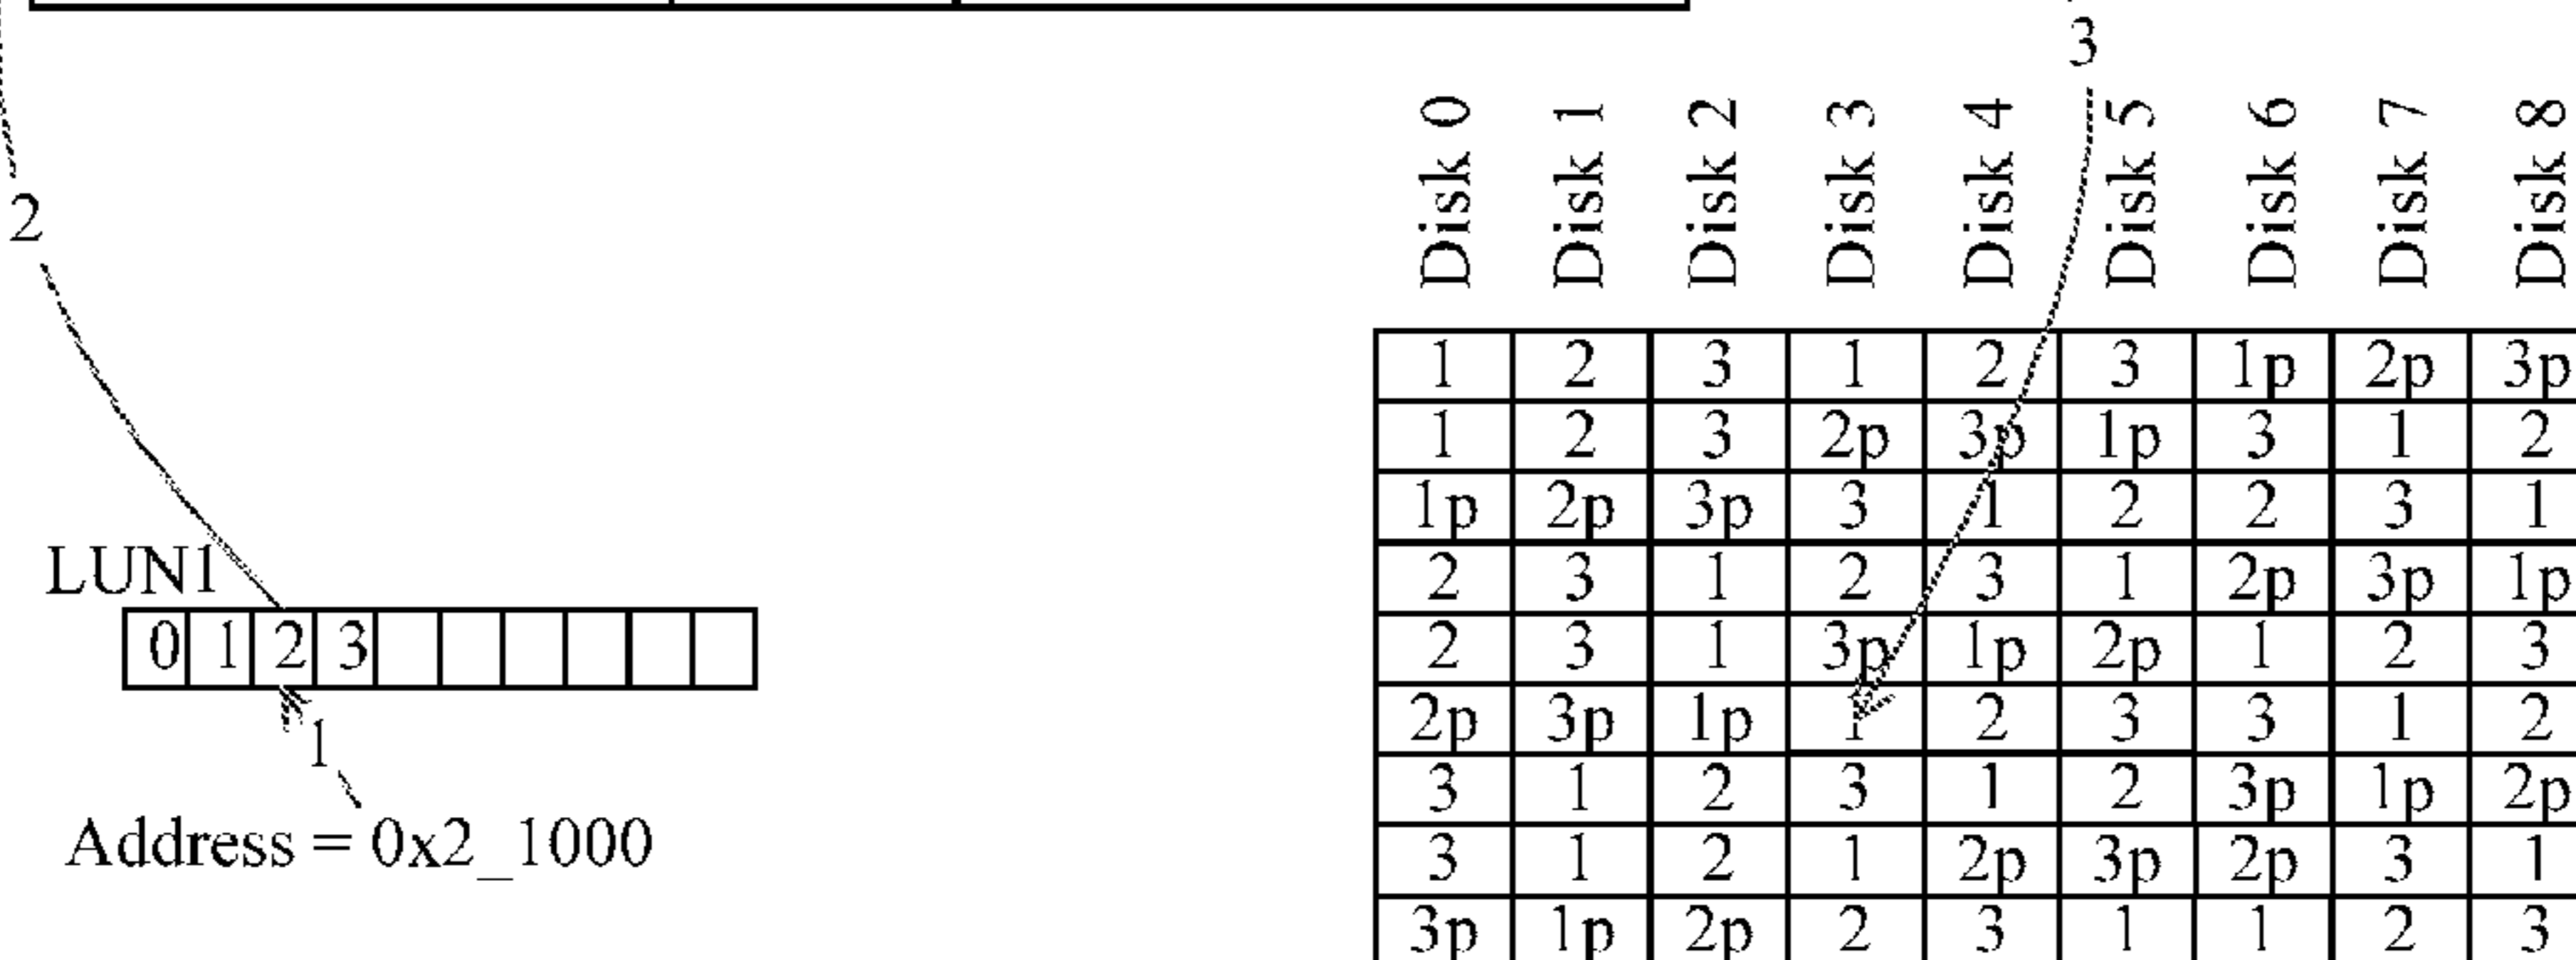 3
Disk 0 Disk 1 Disk 2 Disk 3 Disk 4 Disk 5 Disk 6 Disk 7 Disk 8
2
1 2 3 1 2 3 1p 2p 3p
1 2 3 2p 3p 1p 3 1 2
1p 2p 3p 3 1 2 2 3 1
LUN1
2 3 1 2 3 1 2p 3p 1p
0 1 2 3
2 3 1 3p 1p 2p 1 2 3
2p 3p 1p 1 2 3 3 1 2
1
3 1 2 3 1 2 3p 1p 2p
Address = 0x2_1000
3 1 2 1 2p 3p 2p 3 1
3p 1p 2p 2 3 1 1 2 3